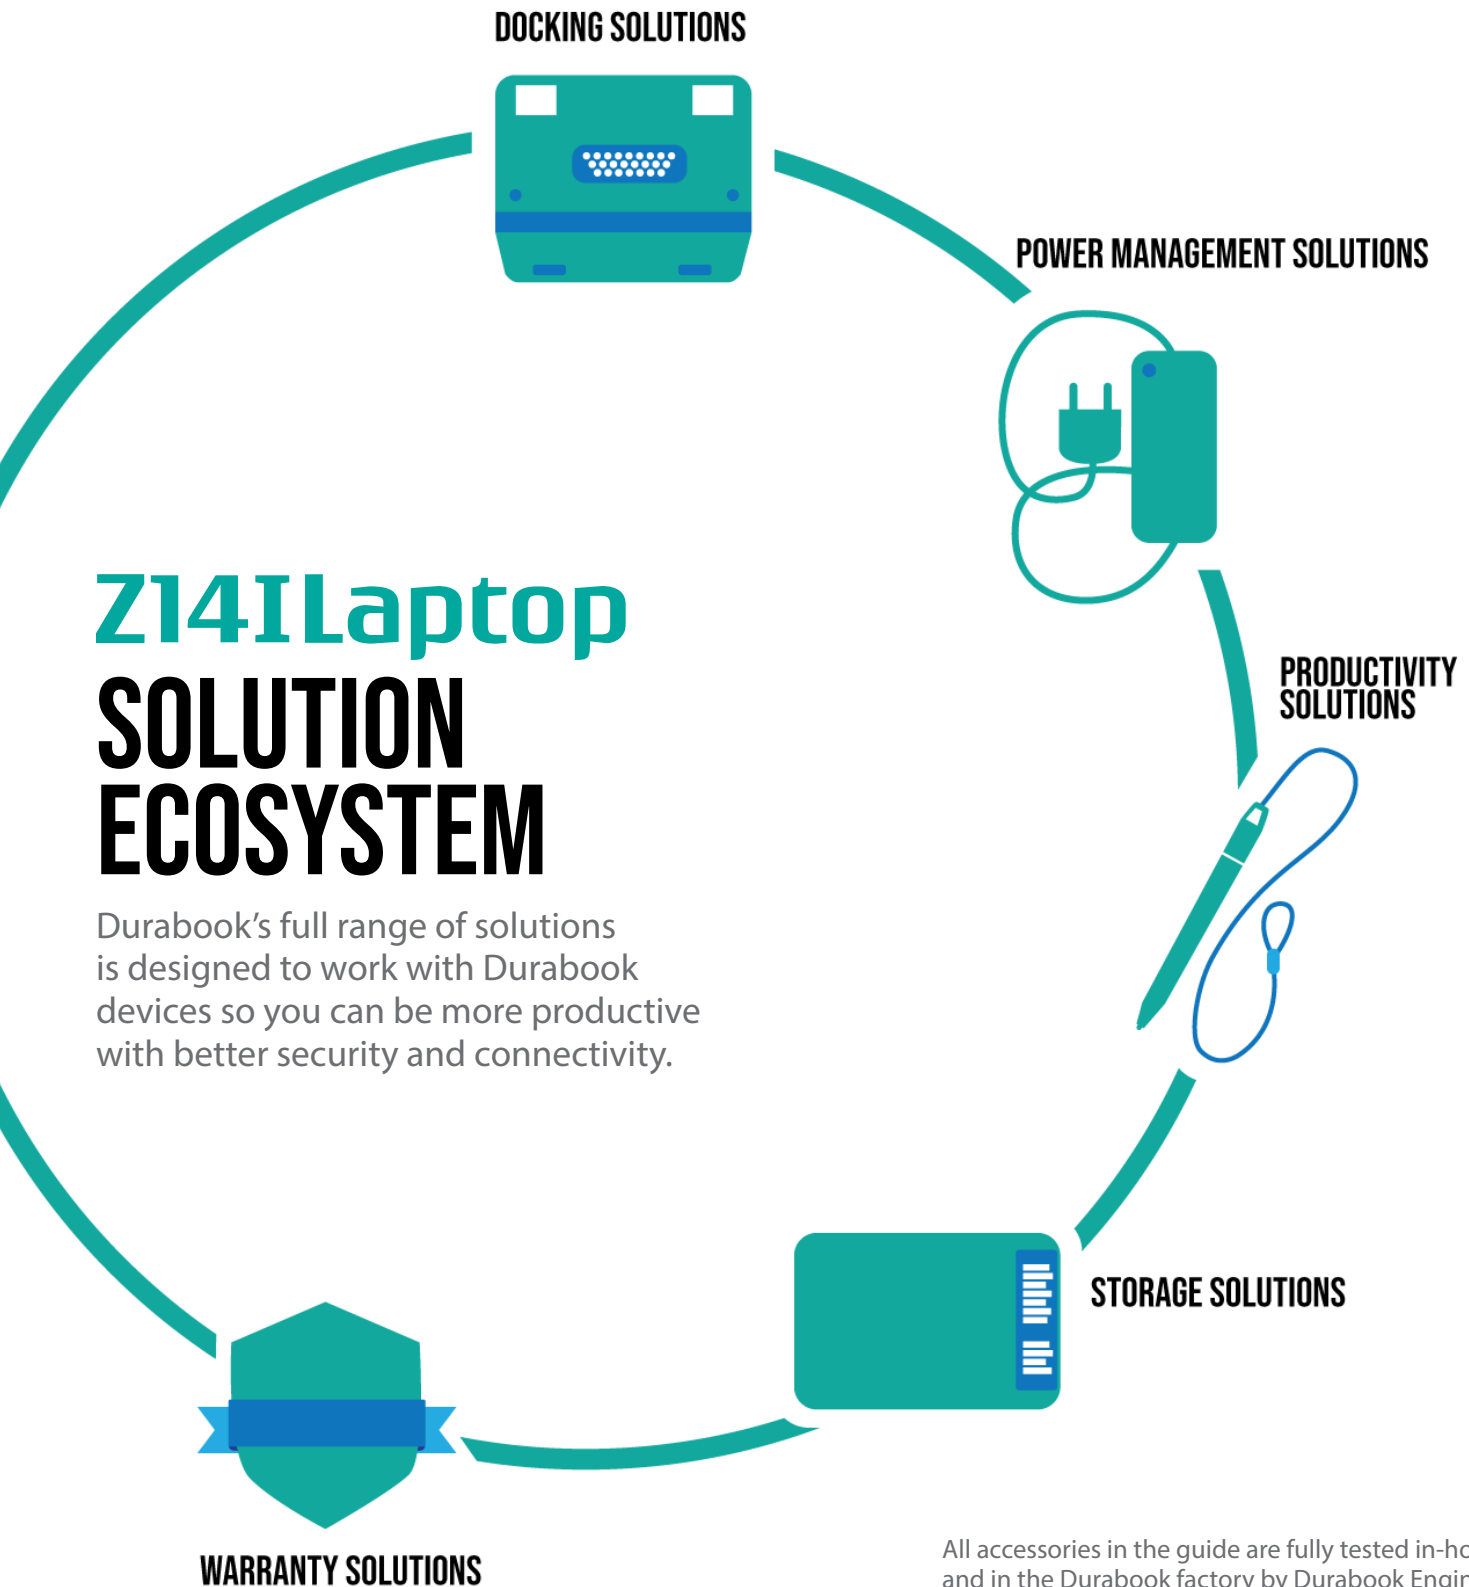 DOCKING SOLUTIONS
POWER MANAGEMENT SOLUTIONS
PRODUCTIVITY
SOLUTIONS
Z14I Laptop
SOLUTION
ECOSYSTEM
Durabook’s full range of solutions
is designed to work with Durabook
devices so you can be more productive
with better security and connectivity.
STORAGE SOLUTIONS
WARRANTY SOLUTIONS
All accessories in the guide are fully tested
and in the Durabook factory by Durabook